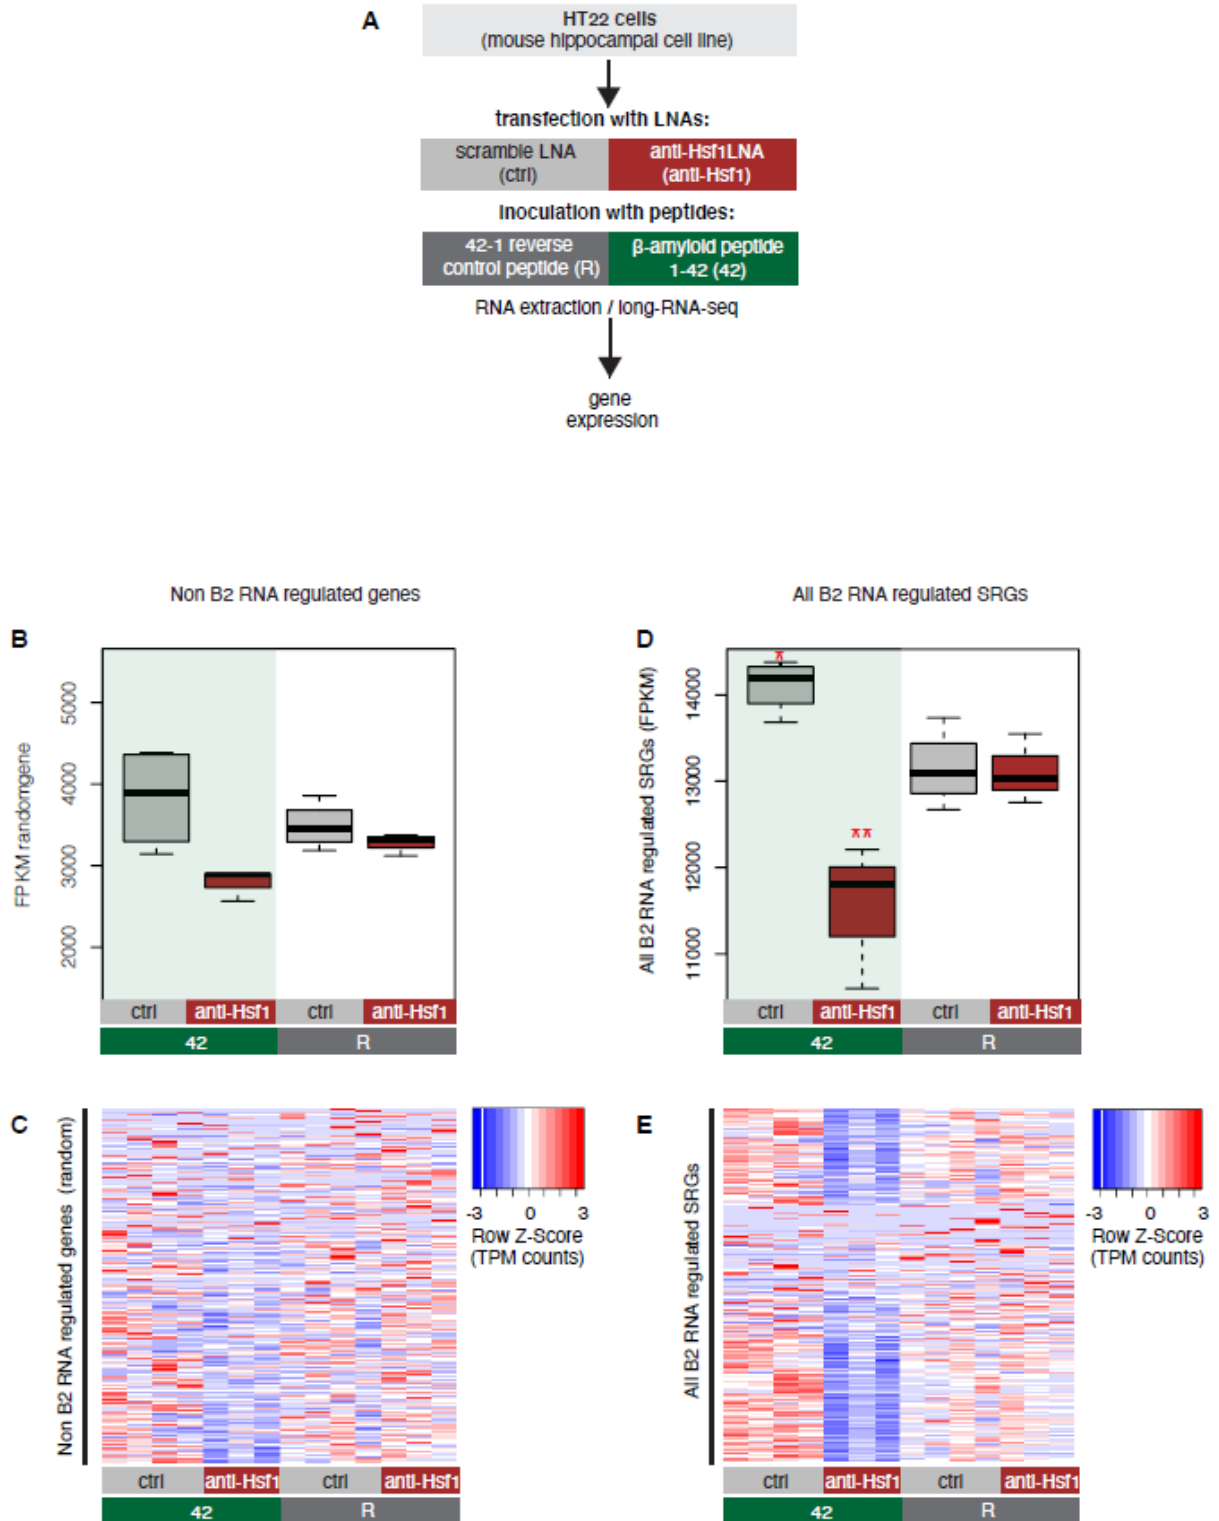 A
HT22 cells
(mouse hippocampal cell line)
transfection with LNAs:
scramble LNA
(ctrl)
anti-Hsf1LNA
(anti-Hsf1)
inoculation with peptides:
42-1 reverse
control peptide (R)
β-amyloid peptide
1-42 (42)
RNA extraction / long-RNA-seq
gene
expression
Non B2 RNA regulated genes
B
FPKM randomgene
5000
4000
3000
2000
ctrl anti-Hsf1 ctrl anti-Hsf1
42 R
All B2 RNA regulated SRGs
D
All B2 RNA regulated SRGs (FPKM)
14000
13000
12000
11000
*
**
ctrl anti-Hsf1 ctrl anti-Hsf1
42 R
C
Non B2 RNA regulated genes (random)
-3 0 3
Row Z-Score
(TPM counts)
ctrl anti-Hsf1 ctrl anti-Hsf1
42 R
E
All B2 RNA regulated SRGs
-3 0 3
Row Z-Score
(TPM counts)
ctrl anti-Hsf1 ctrl anti-Hsf1
42 R